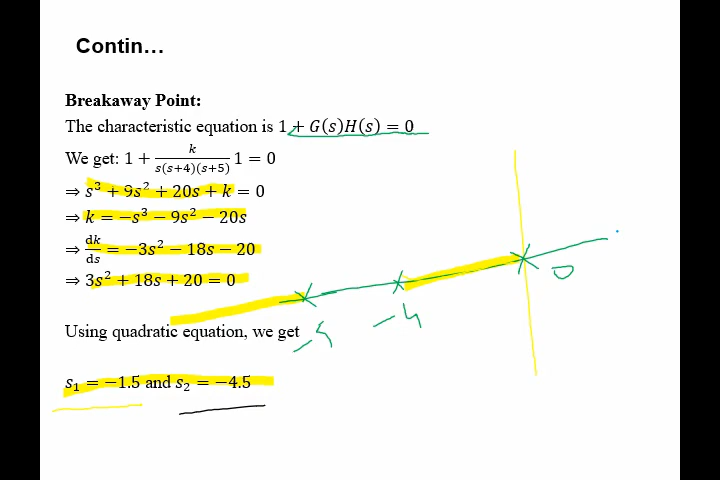 Contin…
Breakaway Point:
The characteristic equation is 1 + G(s)H(s) = 0
We get: 1 + k/(s(s+4)(s+5)) 1 = 0
⇒ s³ + 9s² + 20s + k = 0
⇒ k = −s³ − 9s² − 20s
⇒ dk/ds = −3s² − 18s − 20
⇒ 3s² + 18s + 20 = 0
Using quadratic equation, we get
s₁ = −1.5 and s₂ = −4.5
-5
-4
0